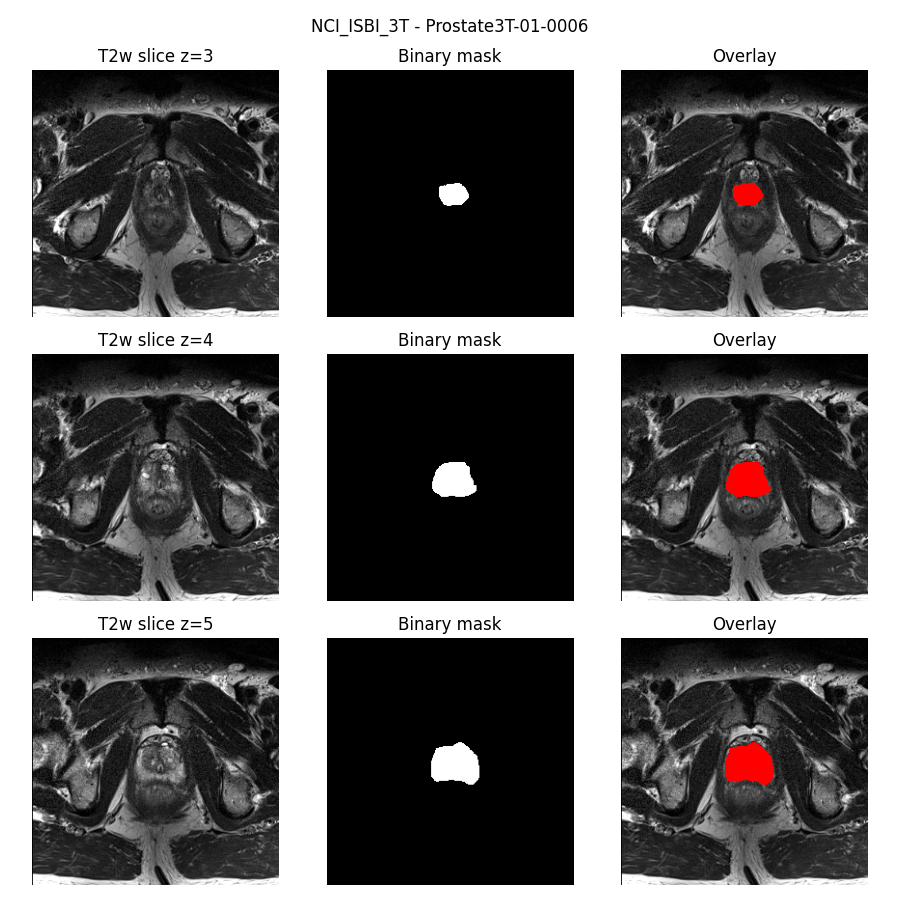 NCI_ISBI_3T - Prostate3T-01-0006
T2w slice z=3
Binary mask
Overlay
T2w slice z=4
Binary mask
Overlay
T2w slice z=5
Binary mask
Overlay